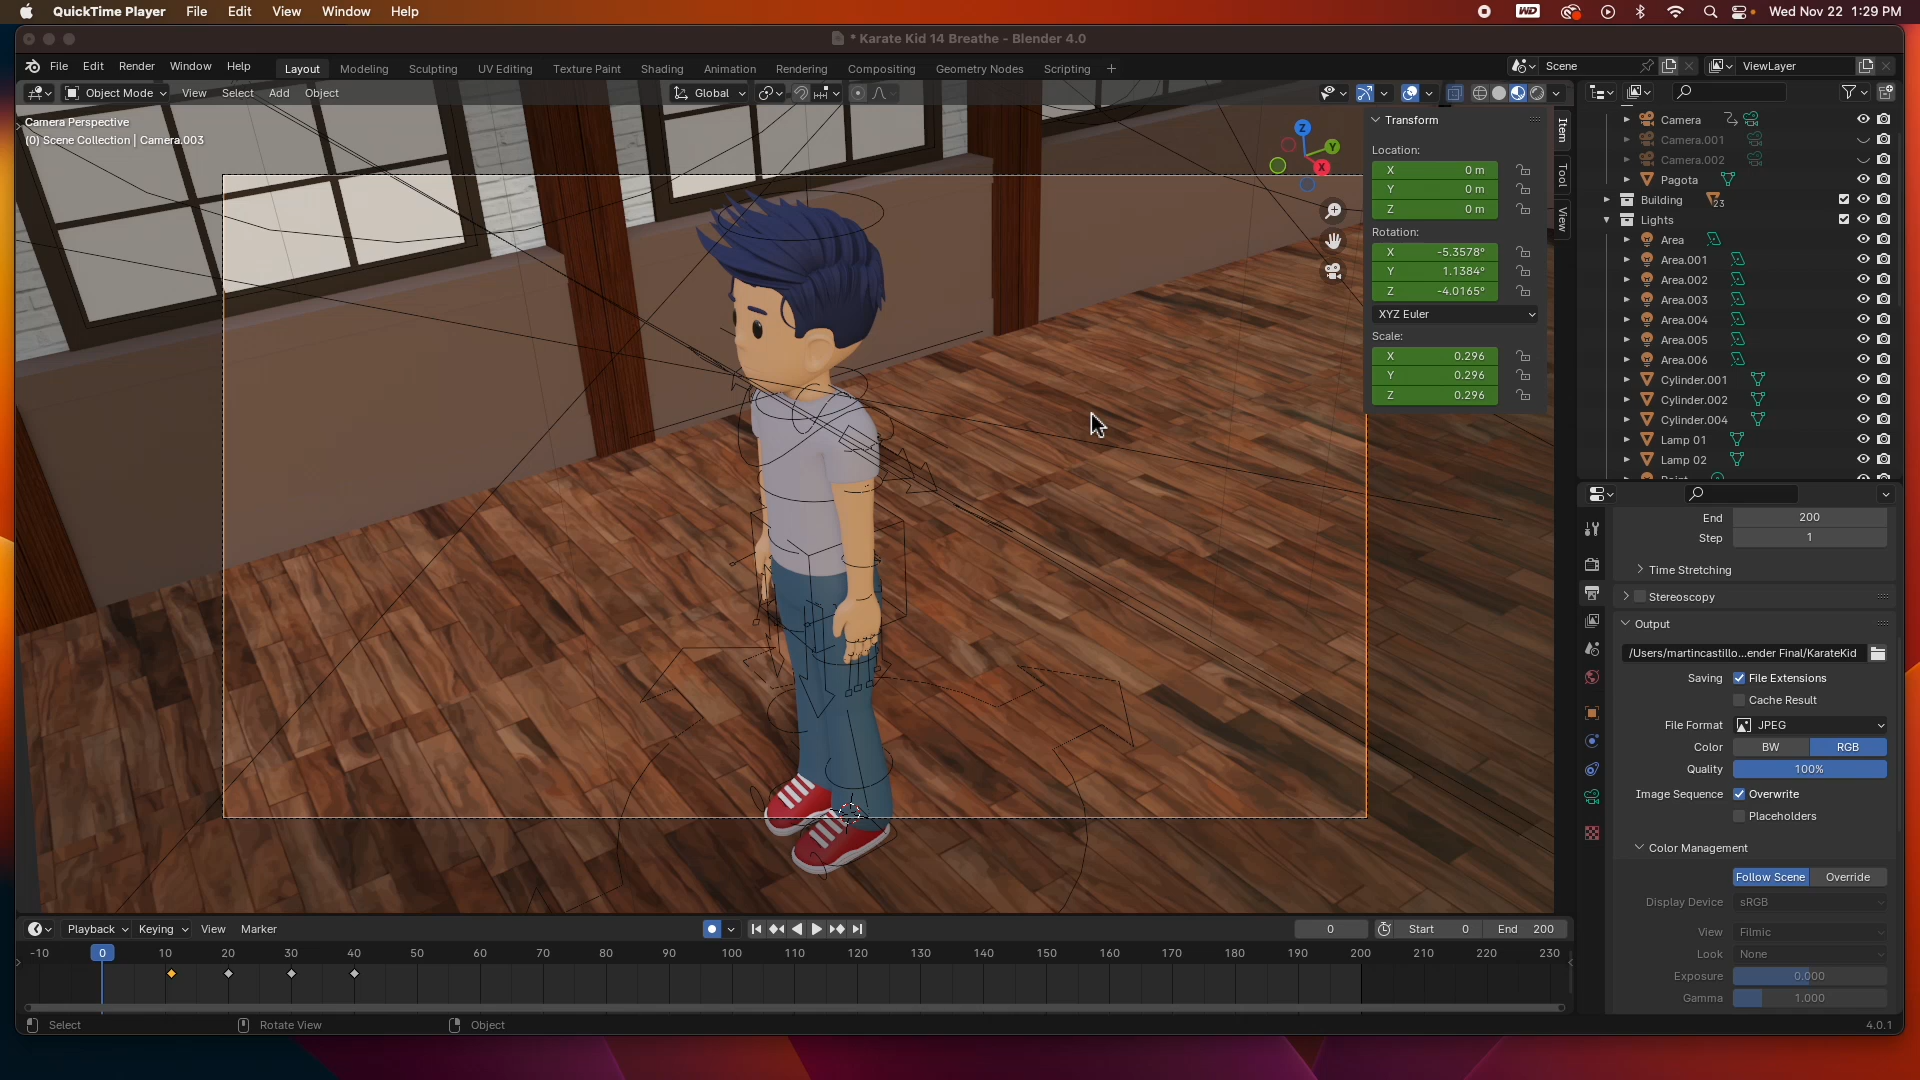 QuickTime Player File Edit View Window Help WD Wed Nov 22 1:29 PM
* Karate Kid 14 Breathe - Blender 4.0
File Edit Render Window Help Layout Modeling Sculpting UV Editing Texture Paint Shading Animation Rendering Compositing Geometry Nodes Scripting + Scene ViewLayer
Object Mode View Select Add Object Global
Camera Perspective
(0) Scene Collection | Camera.003
Z
Y
X
Item
Tool
View
Transform
Location:
X 0 m
Y 0 m
Z 0 m
Rotation:
X -5.3578°
Y 1.1384°
Z -4.0165°
XYZ Euler
Scale:
X 0.296
Y 0.296
Z 0.296
Camera
Camera.001
Camera.002
Pagota
Building 23
Lights
Area
Area.001
Area.002
Area.003
Area.004
Area.005
Area.006
Cylinder.001
Cylinder.002
Cylinder.004
Lamp 01
Lamp 02
End 200
Step 1
Time Stretching
Stereoscopy
Output
/Users/martincastillo...ender Final/KarateKid
Saving File Extensions
Cache Result
File Format JPEG
Color BW RGB
Quality 100%
Image Sequence Overwrite
Placeholders
Color Management
Follow Scene Override
Display Device sRGB
View Filmic
Look None
Exposure 0.000
Gamma 1.000
Playback Keying View Marker 0 Start 0 End 200
-10 0 10 20 30 40 50 60 70 80 90 100 110 120 130 140 150 160 170 180 190 200 210 220 230
Select Rotate View Object 4.0.1